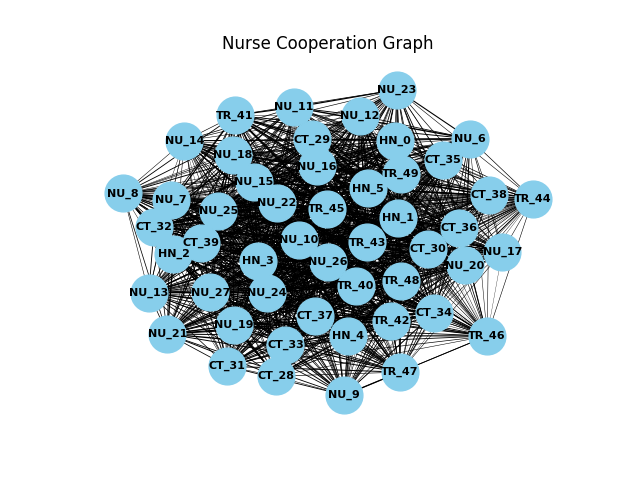 Nurse Cooperation Graph
NU_23
NU_11
TR_41
NU_12
NU_14
CT_29
HN_0
NU_6
NU_18
CT_35
NU_16
TR_49
NU_15
HN_5
NU_8
NU_7
CT_38
TR_44
NU_22
NU_25
TR_45
HN_1
CT_32
CT_36
CT_39
NU_10
TR_43
CT_30
HN_2
NU_17
HN_3
NU_26
NU_20
NU_13
NU_27
NU_24
TR_40
TR_48
CT_37
CT_34
NU_19
TR_42
NU_21
HN_4
TR_46
CT_33
CT_31
CT_28
TR_47
NU_9